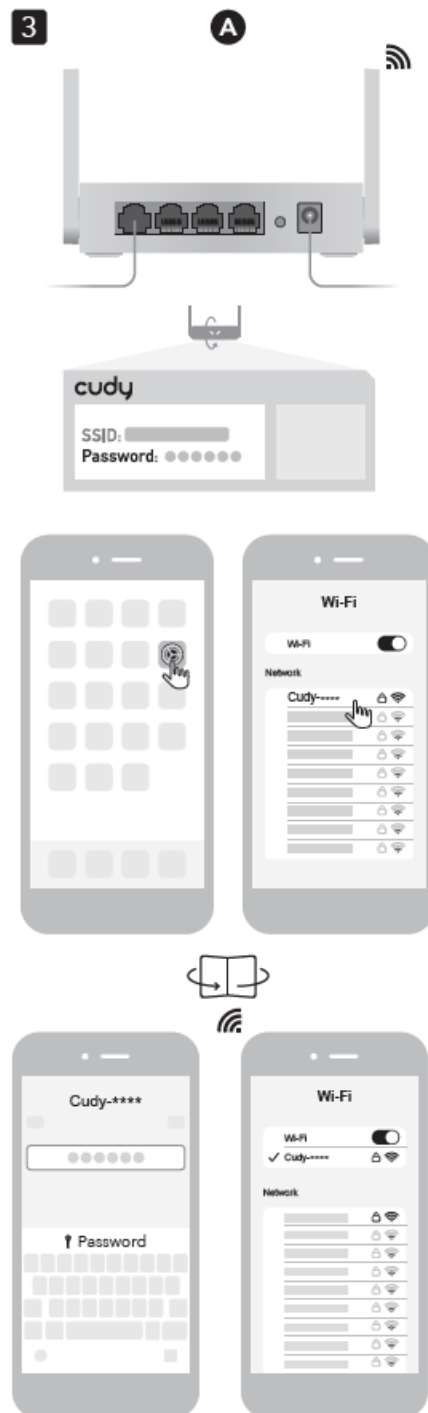 3
A
cudy
SSID:
Password: ●●●●●●
Wi-Fi
Wi-Fi
Network
Cudy-----
Cudy-****
●●●●●●
Password
Wi-Fi
Wi-Fi
✓ Cudy-----
Network